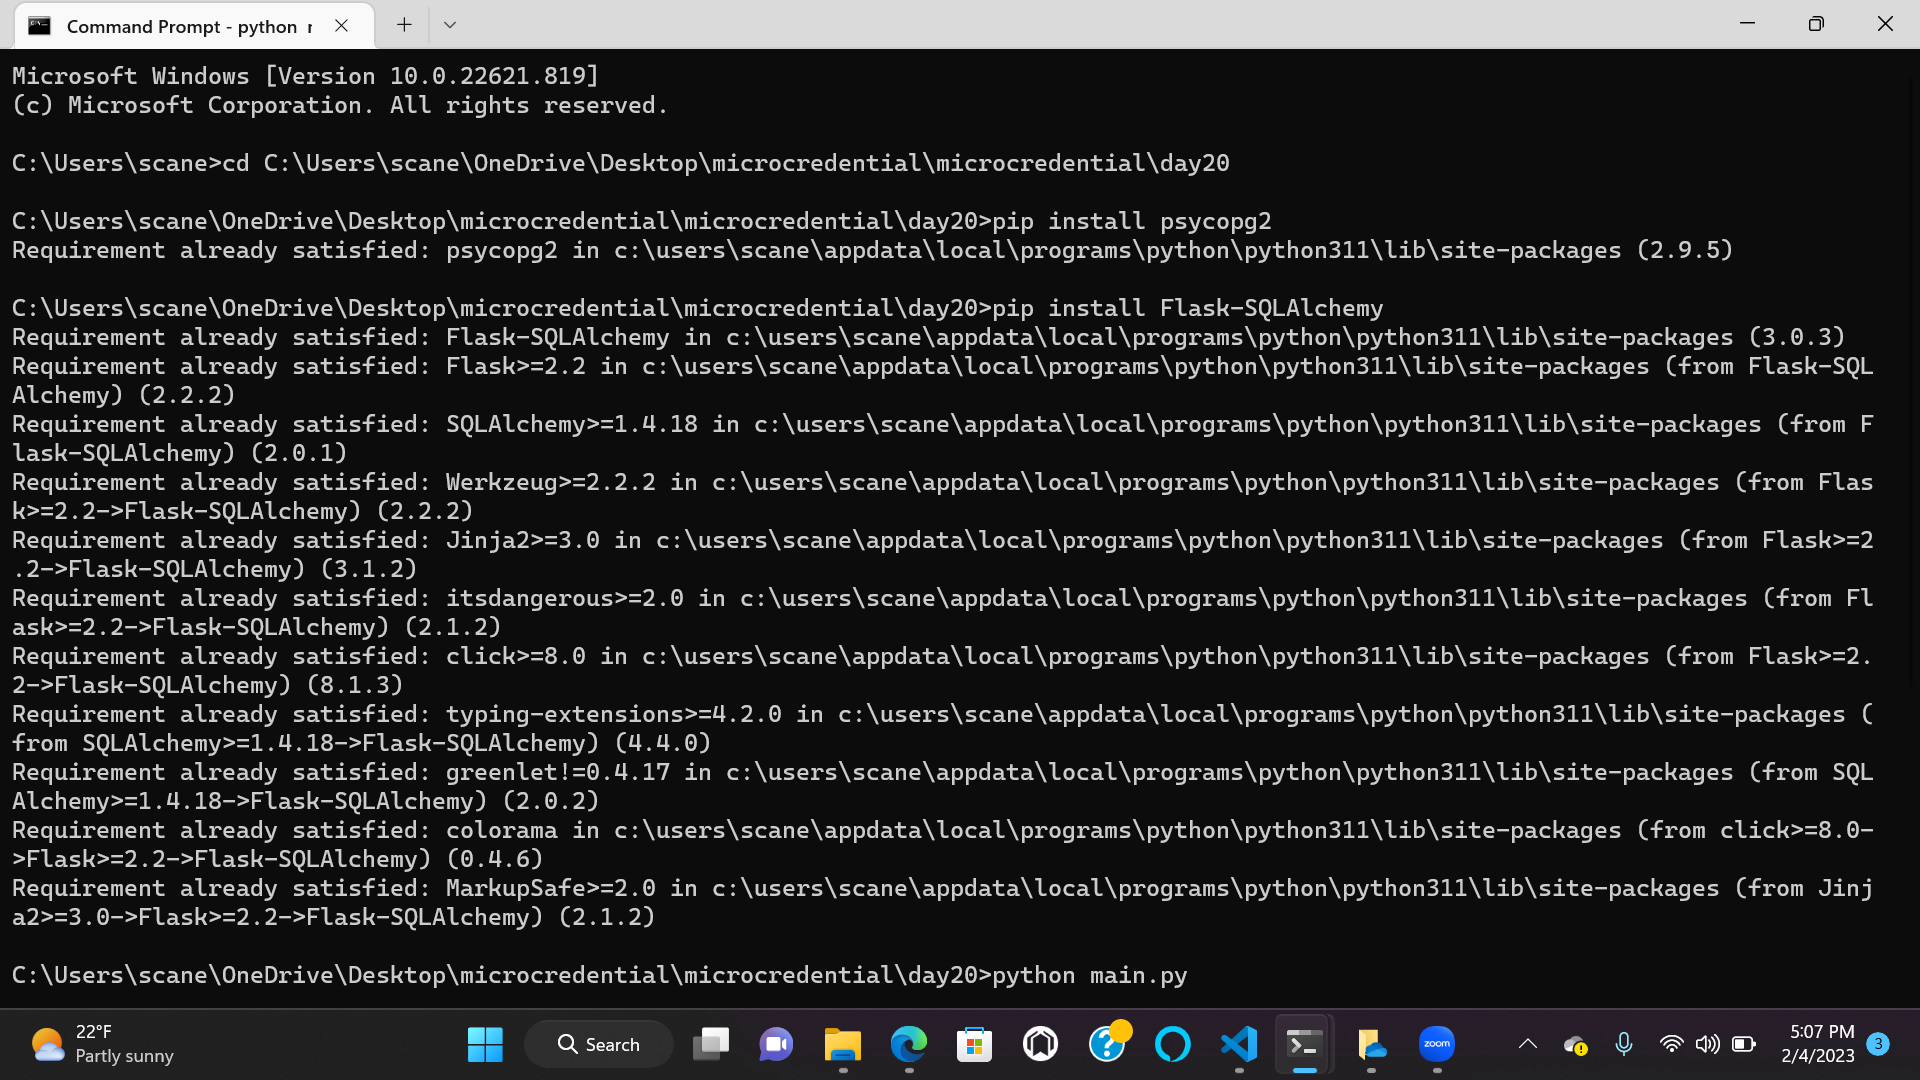 Command Prompt - python
Microsoft Windows [Version 10.0.22621.819]
(c) Microsoft Corporation. All rights reserved.
C:\Users\scane>cd C:\Users\scane\OneDrive\Desktop\microcredential\microcredential\day20
C:\Users\scane\OneDrive\Desktop\microcredential\microcredential\day20>pip install psycopg2
Requirement already satisfied: psycopg2 in c:\users\scane\appdata\local\programs\python\python311\lib\site-packages (2.9.5)
C:\Users\scane\OneDrive\Desktop\microcredential\microcredential\day20>pip install Flask-SQLAlchemy
Requirement already satisfied: Flask-SQLAlchemy in c:\users\scane\appdata\local\programs\python\python311\lib\site-packages (3.0.3)
Requirement already satisfied: Flask>=2.2 in c:\users\scane\appdata\local\programs\python\python311\lib\site-packages (from Flask-SQL
Alchemy) (2.2.2)
Requirement already satisfied: SQLAlchemy>=1.4.18 in c:\users\scane\appdata\local\programs\python\python311\lib\site-packages (from F
lask-SQLAlchemy) (2.0.1)
Requirement already satisfied: Werkzeug>=2.2.2 in c:\users\scane\appdata\local\programs\python\python311\lib\site-packages (from Flas
k>=2.2->Flask-SQLAlchemy) (2.2.2)
Requirement already satisfied: Jinja2>=3.0 in c:\users\scane\appdata\local\programs\python\python311\lib\site-packages (from Flask>=2
.2->Flask-SQLAlchemy) (3.1.2)
Requirement already satisfied: itsdangerous>=2.0 in c:\users\scane\appdata\local\programs\python\python311\lib\site-packages (from Fl
ask>=2.2->Flask-SQLAlchemy) (2.1.2)
Requirement already satisfied: click>=8.0 in c:\users\scane\appdata\local\programs\python\python311\lib\site-packages (from Flask>=2.
2->Flask-SQLAlchemy) (8.1.3)
Requirement already satisfied: typing-extensions>=4.2.0 in c:\users\scane\appdata\local\programs\python\python311\lib\site-packages (
from SQLAlchemy>=1.4.18->Flask-SQLAlchemy) (4.4.0)
Requirement already satisfied: greenlet!=0.4.17 in c:\users\scane\appdata\local\programs\python\python311\lib\site-packages (from SQL
Alchemy>=1.4.18->Flask-SQLAlchemy) (2.0.2)
Requirement already satisfied: colorama in c:\users\scane\appdata\local\programs\python\python311\lib\site-packages (from click>=8.0-
>Flask>=2.2->Flask-SQLAlchemy) (0.4.6)
Requirement already satisfied: MarkupSafe>=2.0 in c:\users\scane\appdata\local\programs\python\python311\lib\site-packages (from Jinj
a2>=3.0->Flask>=2.2->Flask-SQLAlchemy) (2.1.2)
C:\Users\scane\OneDrive\Desktop\microcredential\microcredential\day20>python main.py
22°F
Partly sunny
Search
zoom
5:07 PM
2/4/2023
3